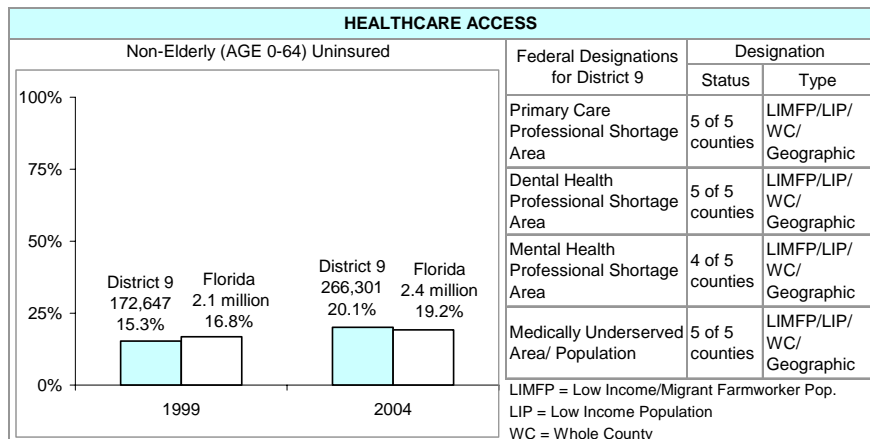 HEALTHCARE ACCESS
Non-Elderly (AGE 0-64) Uninsured
100%
75%
50%
25%
0%
District 9
172,647
15.3%
Florida
2.1 million
16.8%
District 9
266,301
20.1%
Florida
2.4 million
19.2%
1999
2004
Federal Designations
for District 9
Designation
Status
Type
Primary Care
Professional Shortage
Area
5 of 5
counties
LIMFP/LIP/
WC/
Geographic
Dental Health
Professional Shortage
Area
5 of 5
counties
LIMFP/LIP/
WC/
Geographic
Mental Health
Professional Shortage
Area
4 of 5
counties
LIMFP/LIP/
WC/
Geographic
Medically Underserved
Area/ Population
5 of 5
counties
LIMFP/LIP/
WC/
Geographic
LIMFP = Low Income/Migrant Farmworker Pop.
LIP = Low Income Population
WC = Whole County